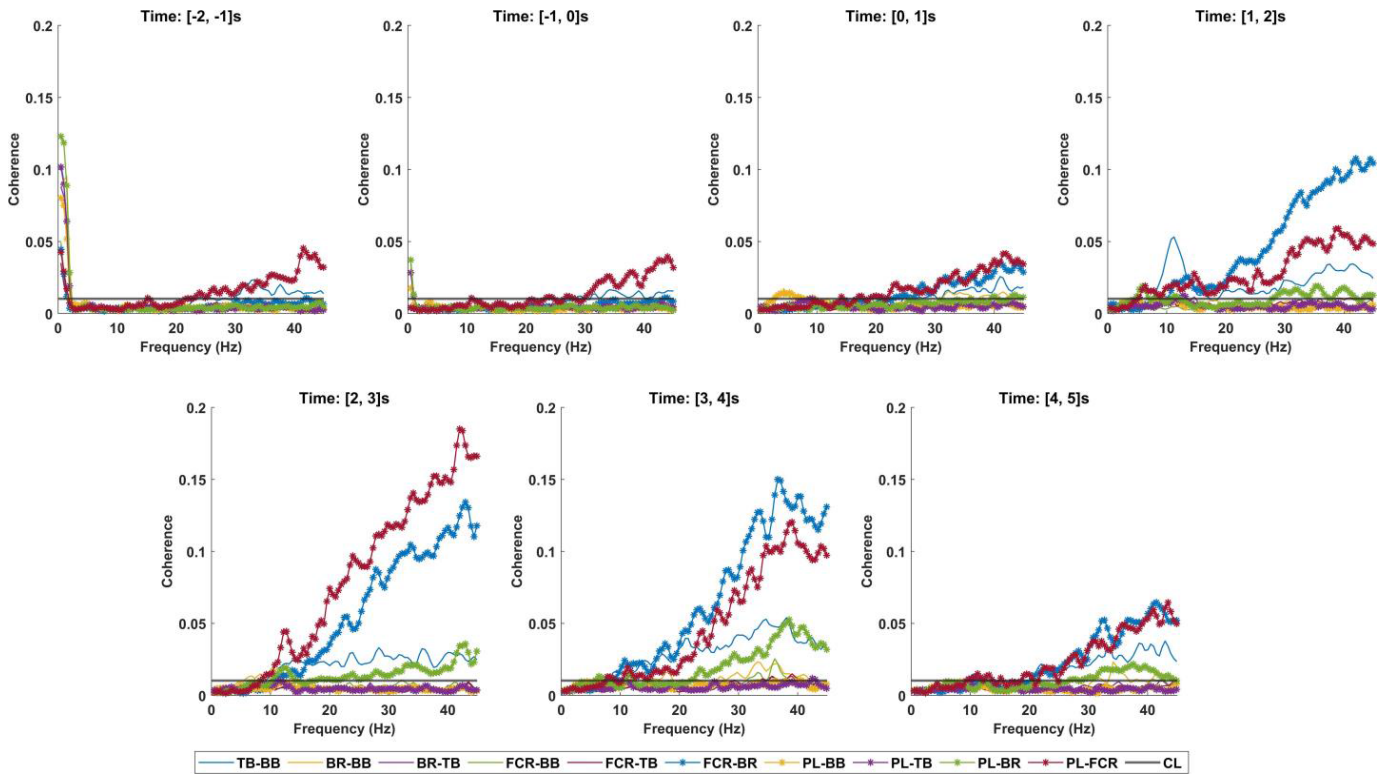 Time: [-2, -1]s
0.2
0.15
0.1
0.05
0
Coherence
0 10 20 30 40
Frequency (Hz)
Time: [-1, 0]s
0.2
0.15
0.1
0.05
0
Coherence
0 10 20 30 40
Frequency (Hz)
Time: [0, 1]s
0.2
0.15
0.1
0.05
0
Coherence
0 10 20 30 40
Frequency (Hz)
Time: [1, 2]s
0.2
0.15
0.1
0.05
0
Coherence
0 10 20 30 40
Frequency (Hz)
Time: [2, 3]s
0.2
0.15
0.1
0.05
0
Coherence
0 10 20 30 40
Frequency (Hz)
Time: [3, 4]s
0.2
0.15
0.1
0.05
0
Coherence
0 10 20 30 40
Frequency (Hz)
Time: [4, 5]s
0.2
0.15
0.1
0.05
0
Coherence
0 10 20 30 40
Frequency (Hz)
TB-BB BR-BB BR-TB FCR-BB FCR-TB FCR-BR PL-BB PL-TB PL-BR PL-FCR CL